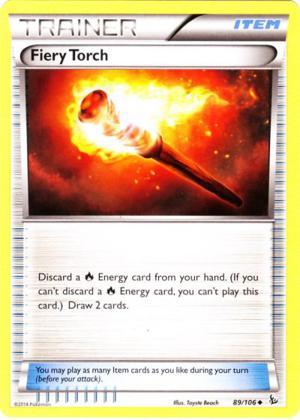 TRAINER
ITEM
Fiery Torch
Discard a Energy card from your hand. (If you
can't discard a Energy card, you can't play this
card.) Draw 2 cards.
You may play as many Item cards as you like during your turn
(before your attack).
©2014 Pokémon
Illus. Toyste Beach
89/106